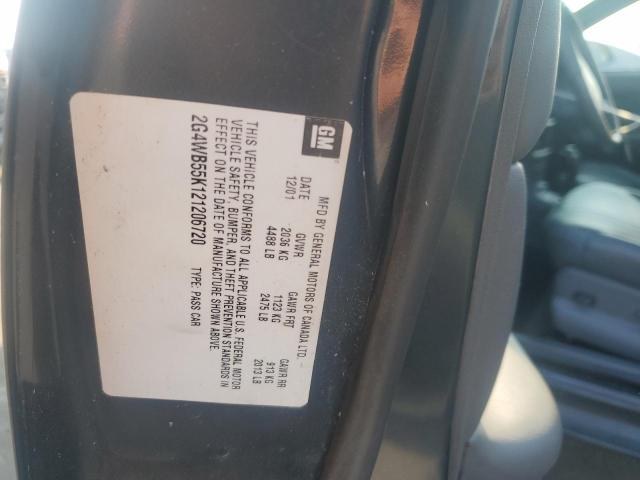 GM
MFD BY GENERAL MOTORS OF CANADA LTD.
DATE GVWR GAWR FRT GAWR RR
12/01 2036 KG 1123 KG 913 KG
4488 LB 2475 LB 2013 LB
THIS VEHICLE CONFORMS TO ALL APPLICABLE U.S. FEDERAL MOTOR
VEHICLE SAFETY, BUMPER, AND THEFT PREVENTION STANDARDS IN
EFFECT ON THE DATE OF MANUFACTURE SHOWN ABOVE.
2G4WB55K121206720 TYPE: PASS CAR